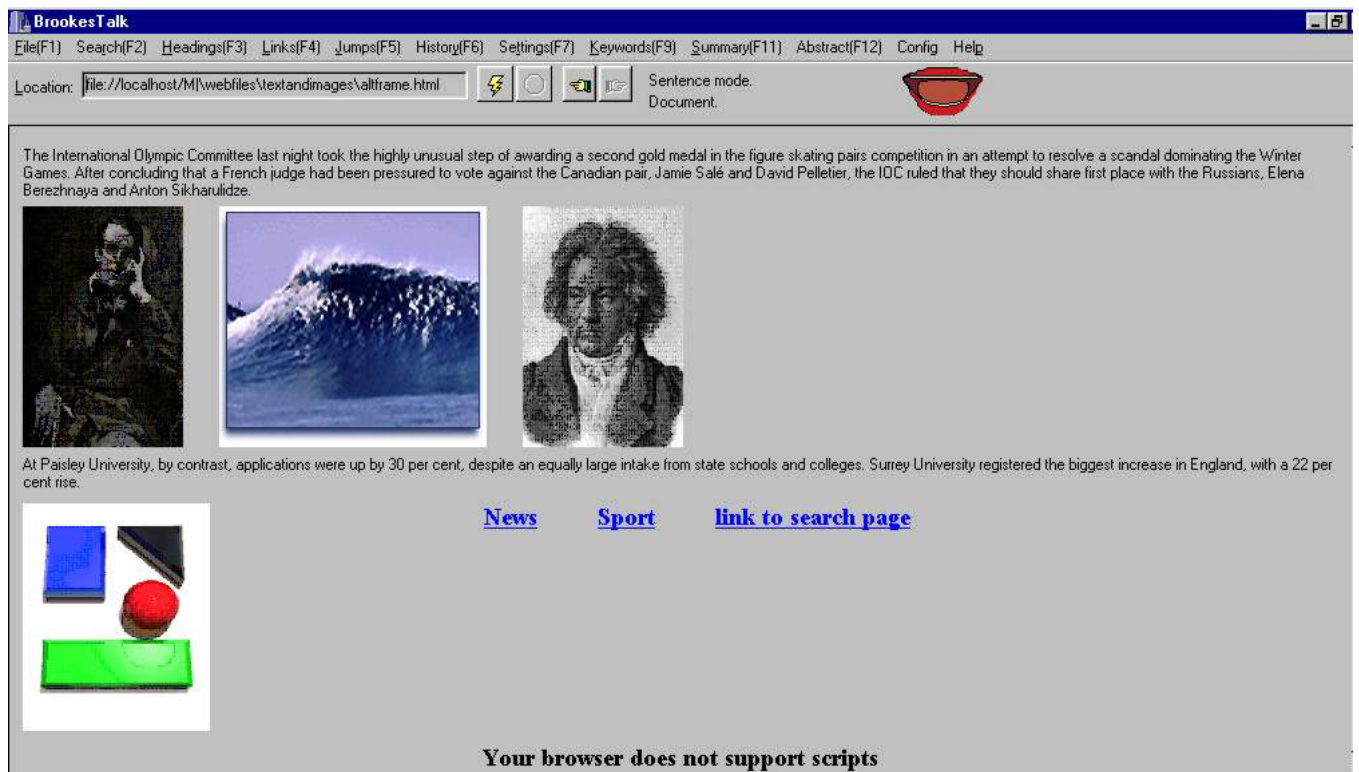 BrookesTalk
File(F1) Search(F2) Headings(F3) Links(F4) Jumps(F5) History(F6) Settings(F7) Keywords(F9) Summary(F11) Abstract(F12) Config Help
Location: file://localhost/M|\webfiles\textandimages\altframe.html
Sentence mode.
Document.
The International Olympic Committee last night took the highly unusual step of awarding a second gold medal in the figure skating pairs competition in an attempt to resolve a scandal dominating the Winter
Games. After concluding that a French judge had been pressured to vote against the Canadian pair, Jamie Salé and David Pelletier, the IOC ruled that they should share first place with the Russians, Elena
Berezhnaya and Anton Sikharulidze.
At Paisley University, by contrast, applications were up by 30 per cent, despite an equally large intake from state schools and colleges. Surrey University registered the biggest increase in England, with a 22 per
cent rise.
News Sport link to search page
Your browser does not support scripts